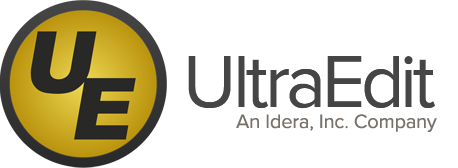 UE
UltraEdit
An Idera, Inc. Company